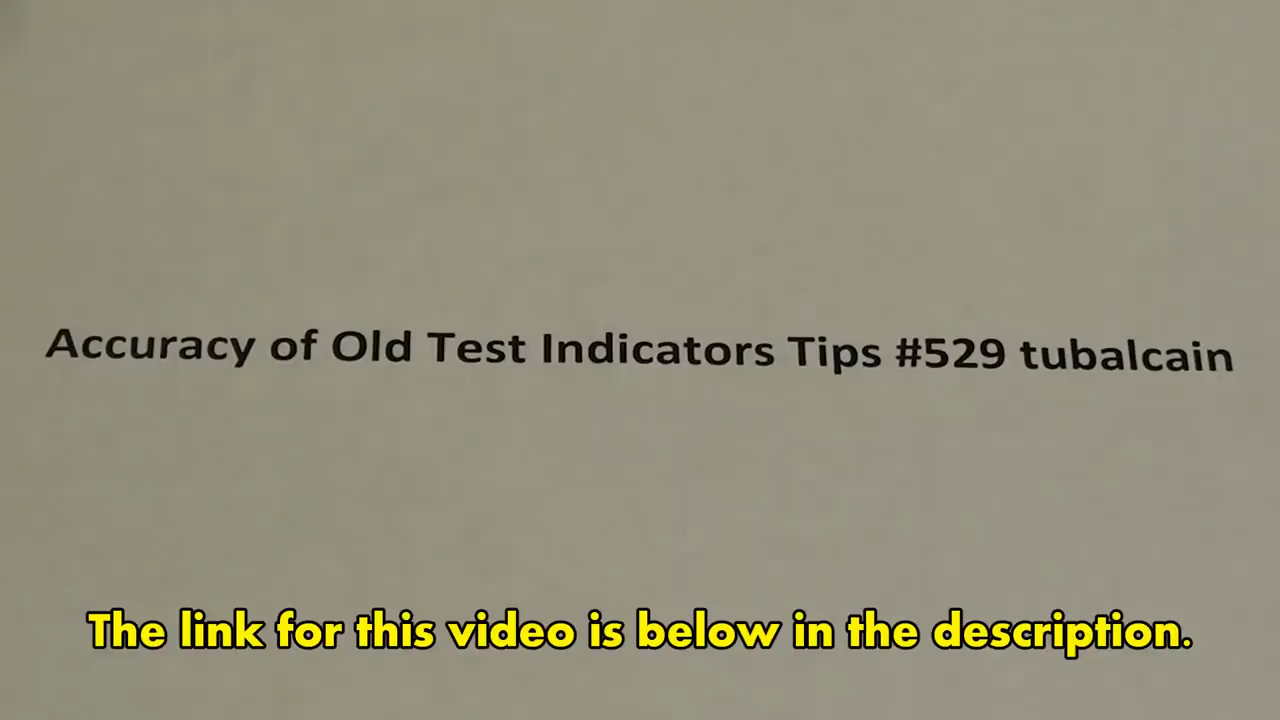 Accuracy of Old Test Indicators Tips #529 tubalcain
The link for this video is below in the description.